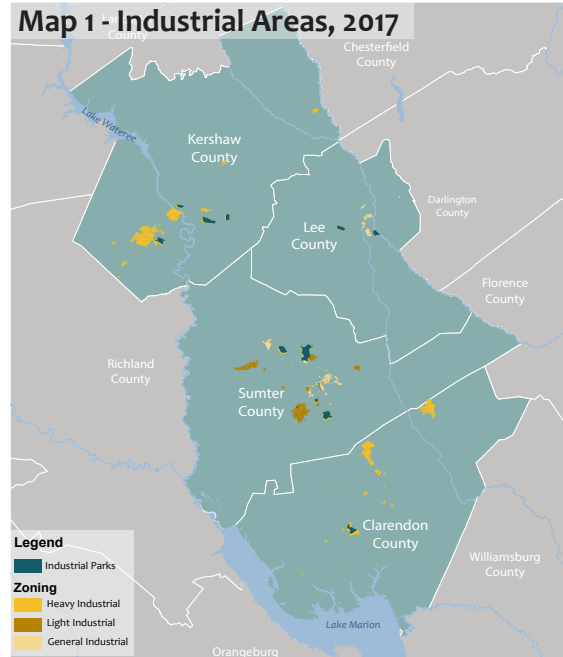 Map 1 - Industrial Areas, 2017
County
Chesterfield
County
Lake Wateree
Kershaw
County
Darlington
County
Lee
County
Florence
County
Richland
County
Sumter
County
Clarendon
County
Williamsburg
County
Lake Marion
Orangeburg
Legend
Industrial Parks
Zoning
Heavy Industrial
Light Industrial
General Industrial